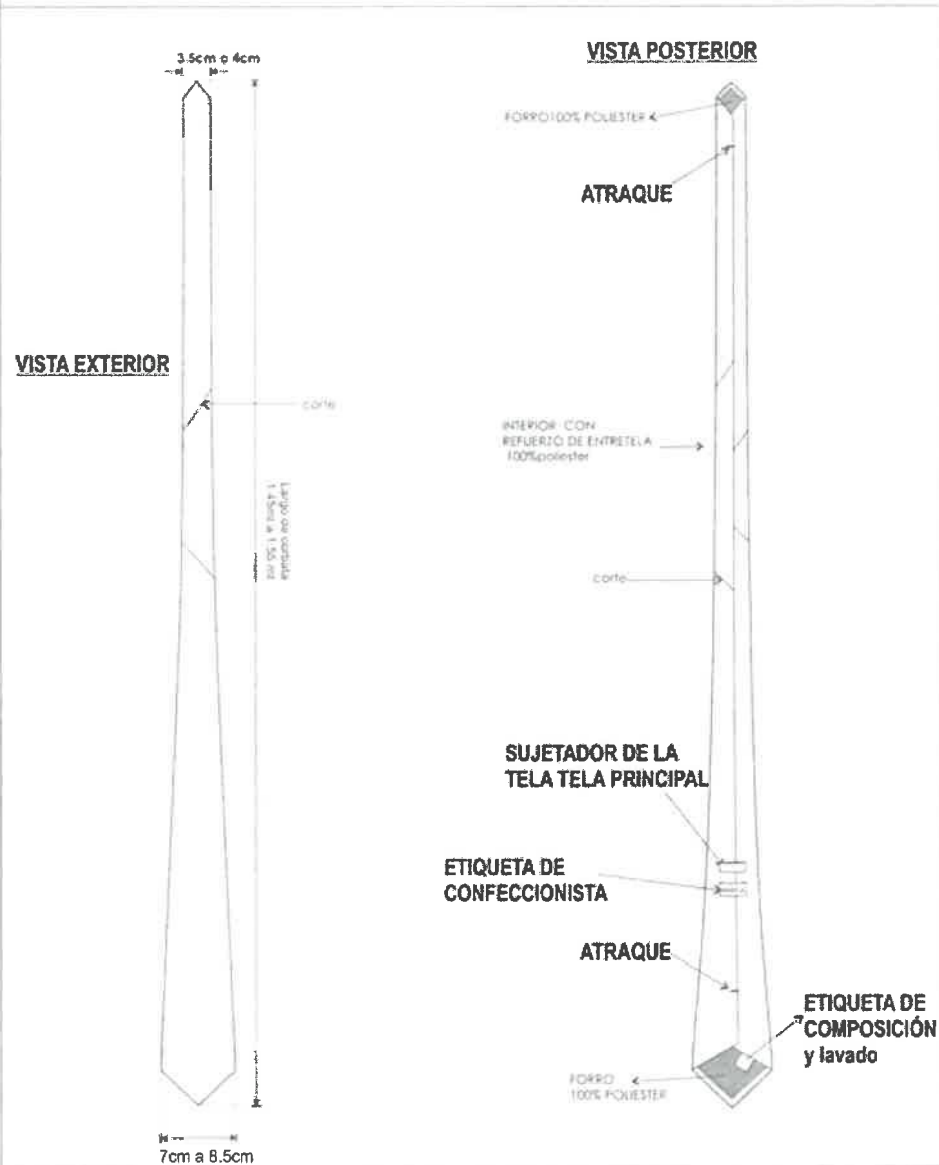 3.5cm a 4cm
VISTA EXTERIOR
corte
Largo de corbata
1.45mt a 1.55 mt
7cm a 8.5cm
VISTA POSTERIOR
FORRO100% POLIESTER
ATRAQUE
INTERIOR CON
REFUERZO DE ENTRETELA
100%poliester
corte
SUJETADOR DE LA
TELA TELA PRINCIPAL
ETIQUETA DE
CONFECCIONISTA
ATRAQUE
ETIQUETA DE
COMPOSICIÓN
y lavado
FORRO
100% POLIESTER